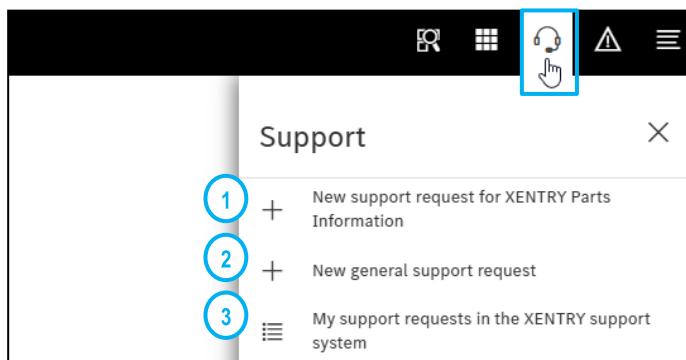 Support
1
New support request for XENTRY Parts
Information
2
New general support request
3
My support requests in the XENTRY support
system